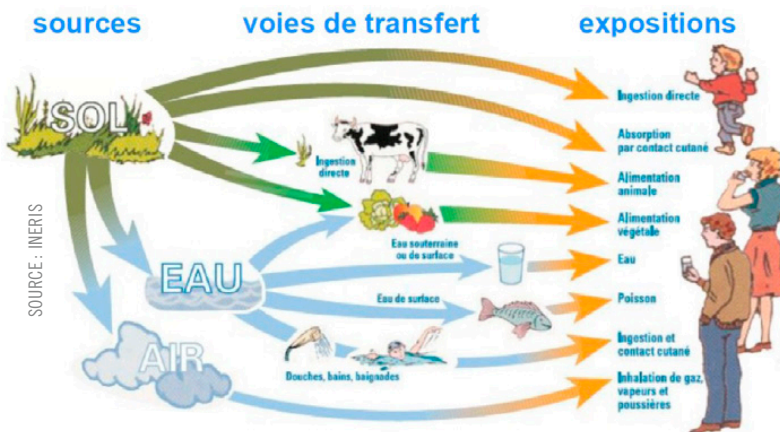 sources
voies de transfert
expositions
SOL
Ingestion
directe
Ingestion directe
Absorption
par contact cutané
Alimentation
animale
Alimentation
végétale
Eau souterraine
ou de surface
EAU
Eau
Eau de surface
Poisson
AIR
Douches, bains, baignades
Ingestion et
contact cutané
Inhalation de gaz,
vapeurs et
poussières
SOURCE : INERIS